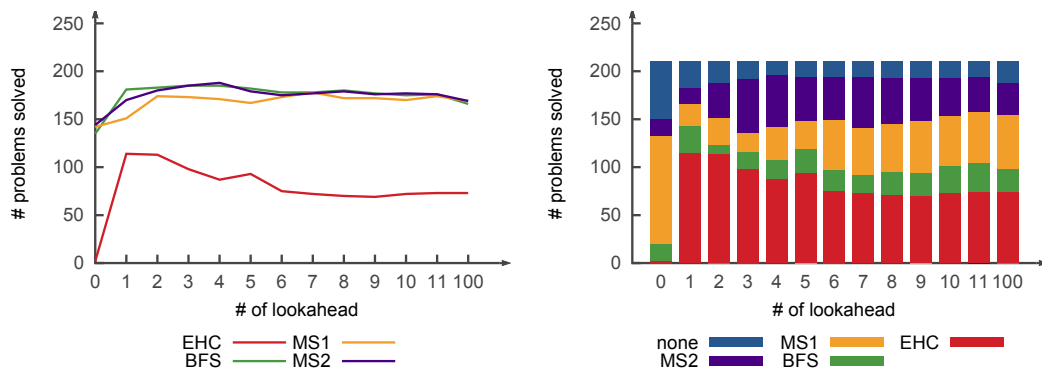 250
200
150
100
50
0
# problems solved
0 1 2 3 4 5 6 7 8 9 10 11 100
# of lookahead
EHC MS1
BFS MS2
250
200
150
100
50
0
# problems solved
0 1 2 3 4 5 6 7 8 9 10 11 100
# of lookahead
none MS1 EHC
MS2 BFS